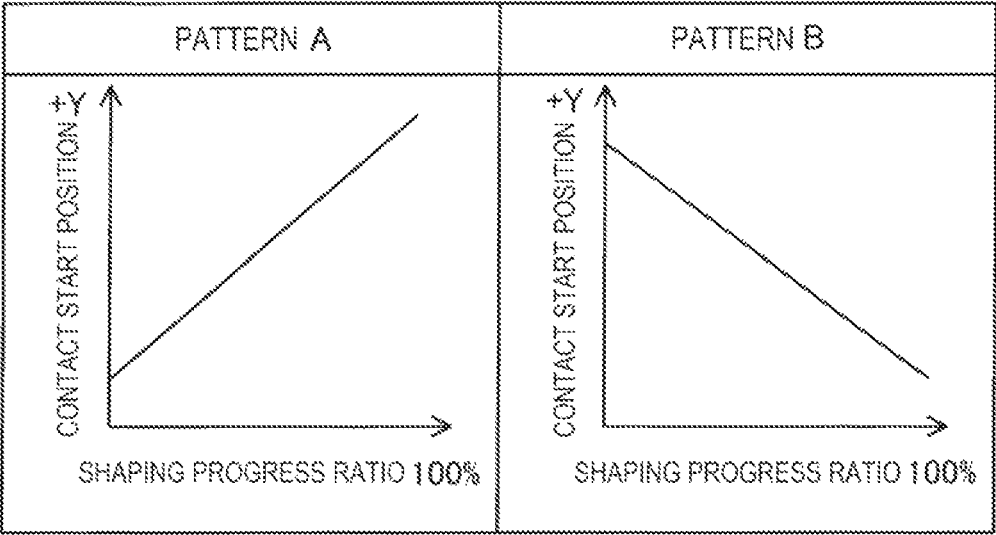 PATTERN A
PATTERN B
+Y
CONTACT START POSITION
SHAPING PROGRESS RATIO 100%
+Y
CONTACT START POSITION
SHAPING PROGRESS RATIO 100%